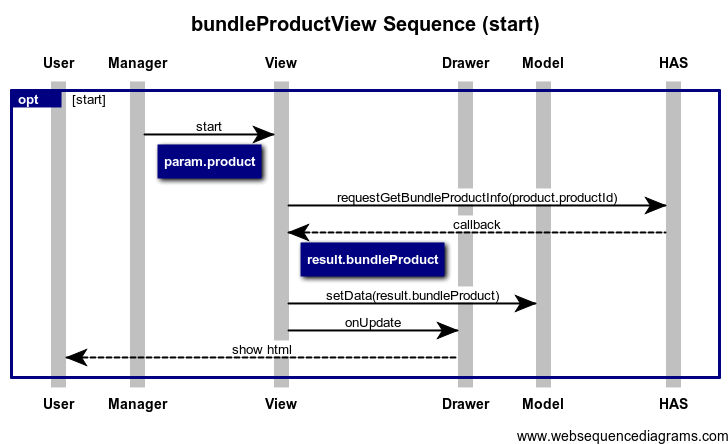 bundleProductView Sequence (start)
User Manager View Drawer Model HAS
opt [start]
start
param.product
requestGetBundleProductInfo(product.productId)
callback
result.bundleProduct
setData(result.bundleProduct)
onUpdate
show html
User Manager View Drawer Model HAS
www.websequencediagrams.com